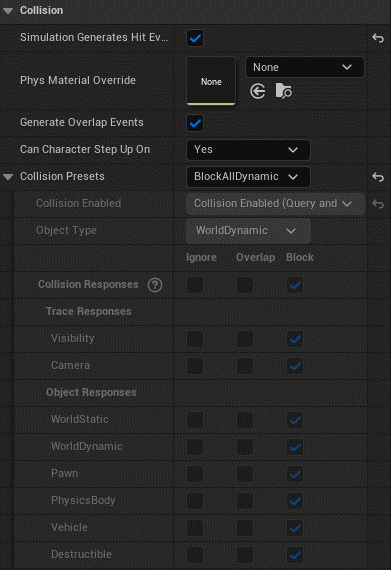 Collision
Simulation Generates Hit Ev...
Phys Material Override
None
None
Generate Overlap Events
Can Character Step Up On
Yes
Collision Presets
BlockAllDynamic
Collision Enabled
Collision Enabled (Query and
Object Type
WorldDynamic
Ignore Overlap Block
Collision Responses
?
Trace Responses
Visibility
Camera
Object Responses
WorldStatic
WorldDynamic
Pawn
PhysicsBody
Vehicle
Destructible